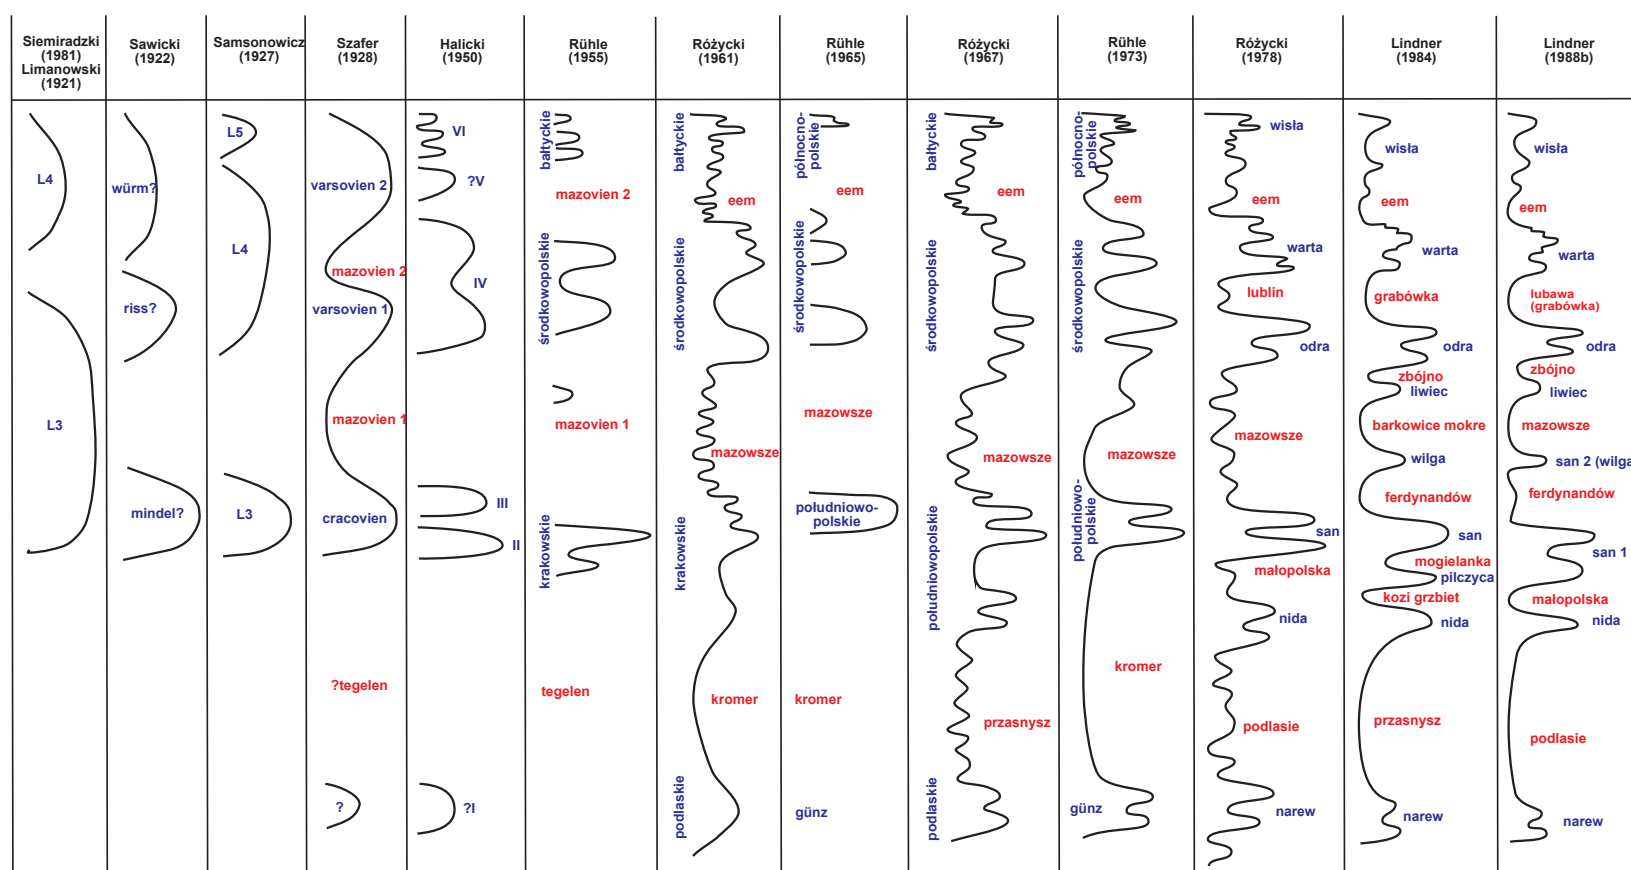 Siemiradzki
(1981)
Limanowski
(1921)
Sawicki
(1922)
Samsonowicz
(1927)
Szafer
(1928)
Halicki
(1950)
Rühle
(1955)
Różycki
(1961)
Rühle
(1965)
Różycki
(1967)
Rühle
(1973)
Różycki
(1978)
Lindner
(1984)
Lindner
(1988b)
L4
L3
würm?
riss?
mindel?
L5
L4
L3
varsovien 2
mazovien 2
varsovien 1
mazovien 1
cracovien
?tegelen
?
VI
?V
IV
III
II
?I
bałtyckie
mazovien 2
środkowopolskie
mazovien 1
krakowskie
tegelen
bałtyckie
eem
środkowopolskie
mazowsze
krakowskie
kromer
podlaskie
północno-
polskie
eem
środkowopolskie
mazowsze
południowo-
polskie
kromer
günz
bałtyckie
eem
środkowopolskie
mazowsze
południowopolskie
przasnysz
podlaskie
północno-
polskie
eem
środkowopolskie
mazowsze
południowo-
polskie
kromer
günz
wisła
eem
warta
lublin
odra
mazowsze
san
małopolska
nida
podlasie
narew
wisła
eem
warta
grabówka
odra
zbójno
liwiec
barkowice mokre
wilga
ferdynandów
san
mogielanka
pilczyca
kozi grzbiet
nida
przasnysz
narew
wisła
eem
warta
lubawa
(grabówka)
odra
zbójno
liwiec
mazowsze
san 2 (wilga
ferdynandów
san 1
małopolska
nida
podlasie
narew